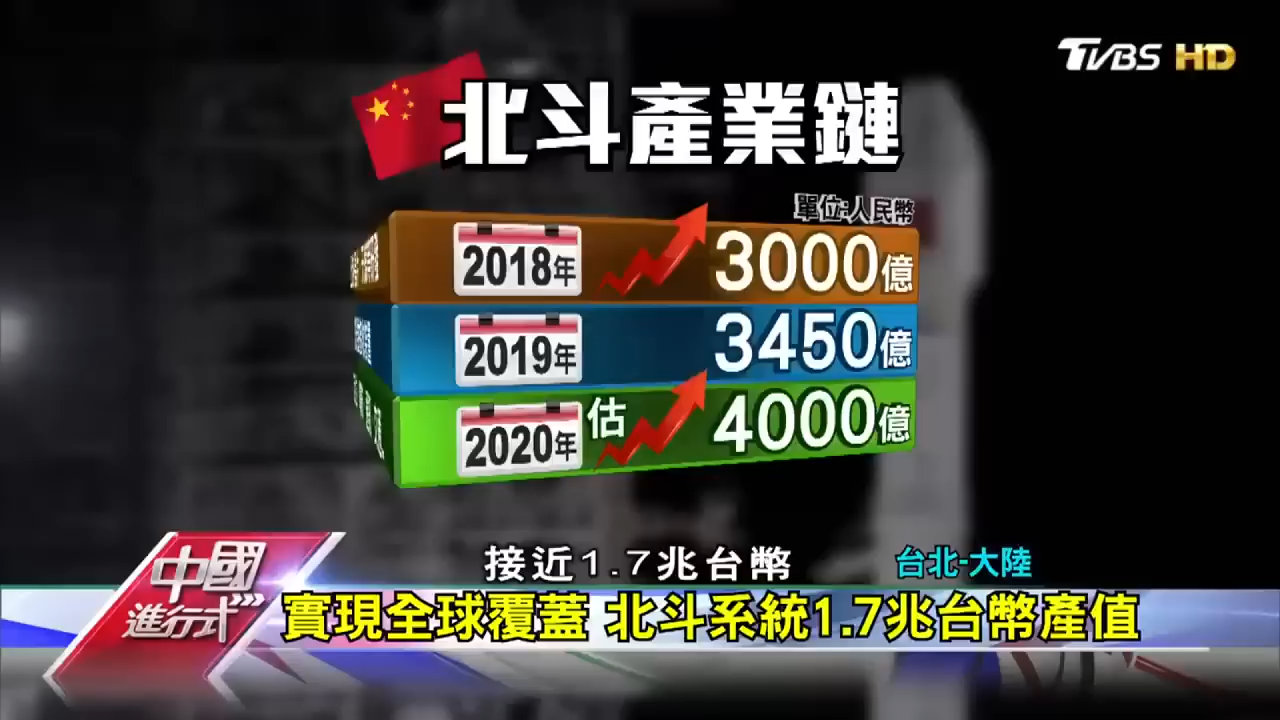 TVBS HD
北斗產業鏈
單位:人民幣
2018年 3000億
2019年 3450億
2020年 估 4000億
接近1.7兆台幣
台北-大陸
中國進行式
實現全球覆蓋 北斗系統1.7兆台幣產值